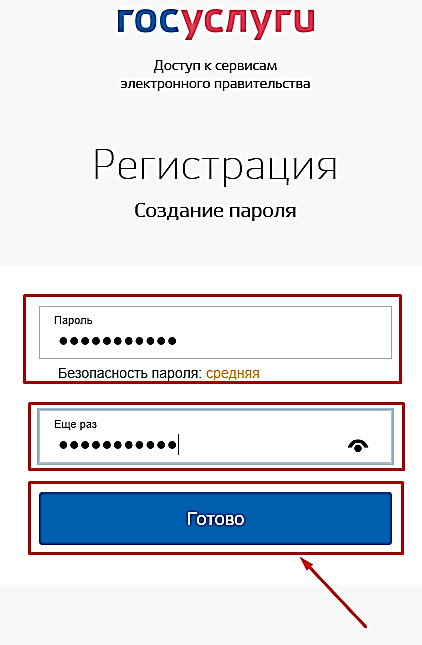 госуслуги
Доступ к сервисам
электронного правительства
Регистрация
Создание пароля
Пароль
●●●●●●●●●●●
Безопасность пароля: средняя
Еще раз
●●●●●●●●●●●
Готово